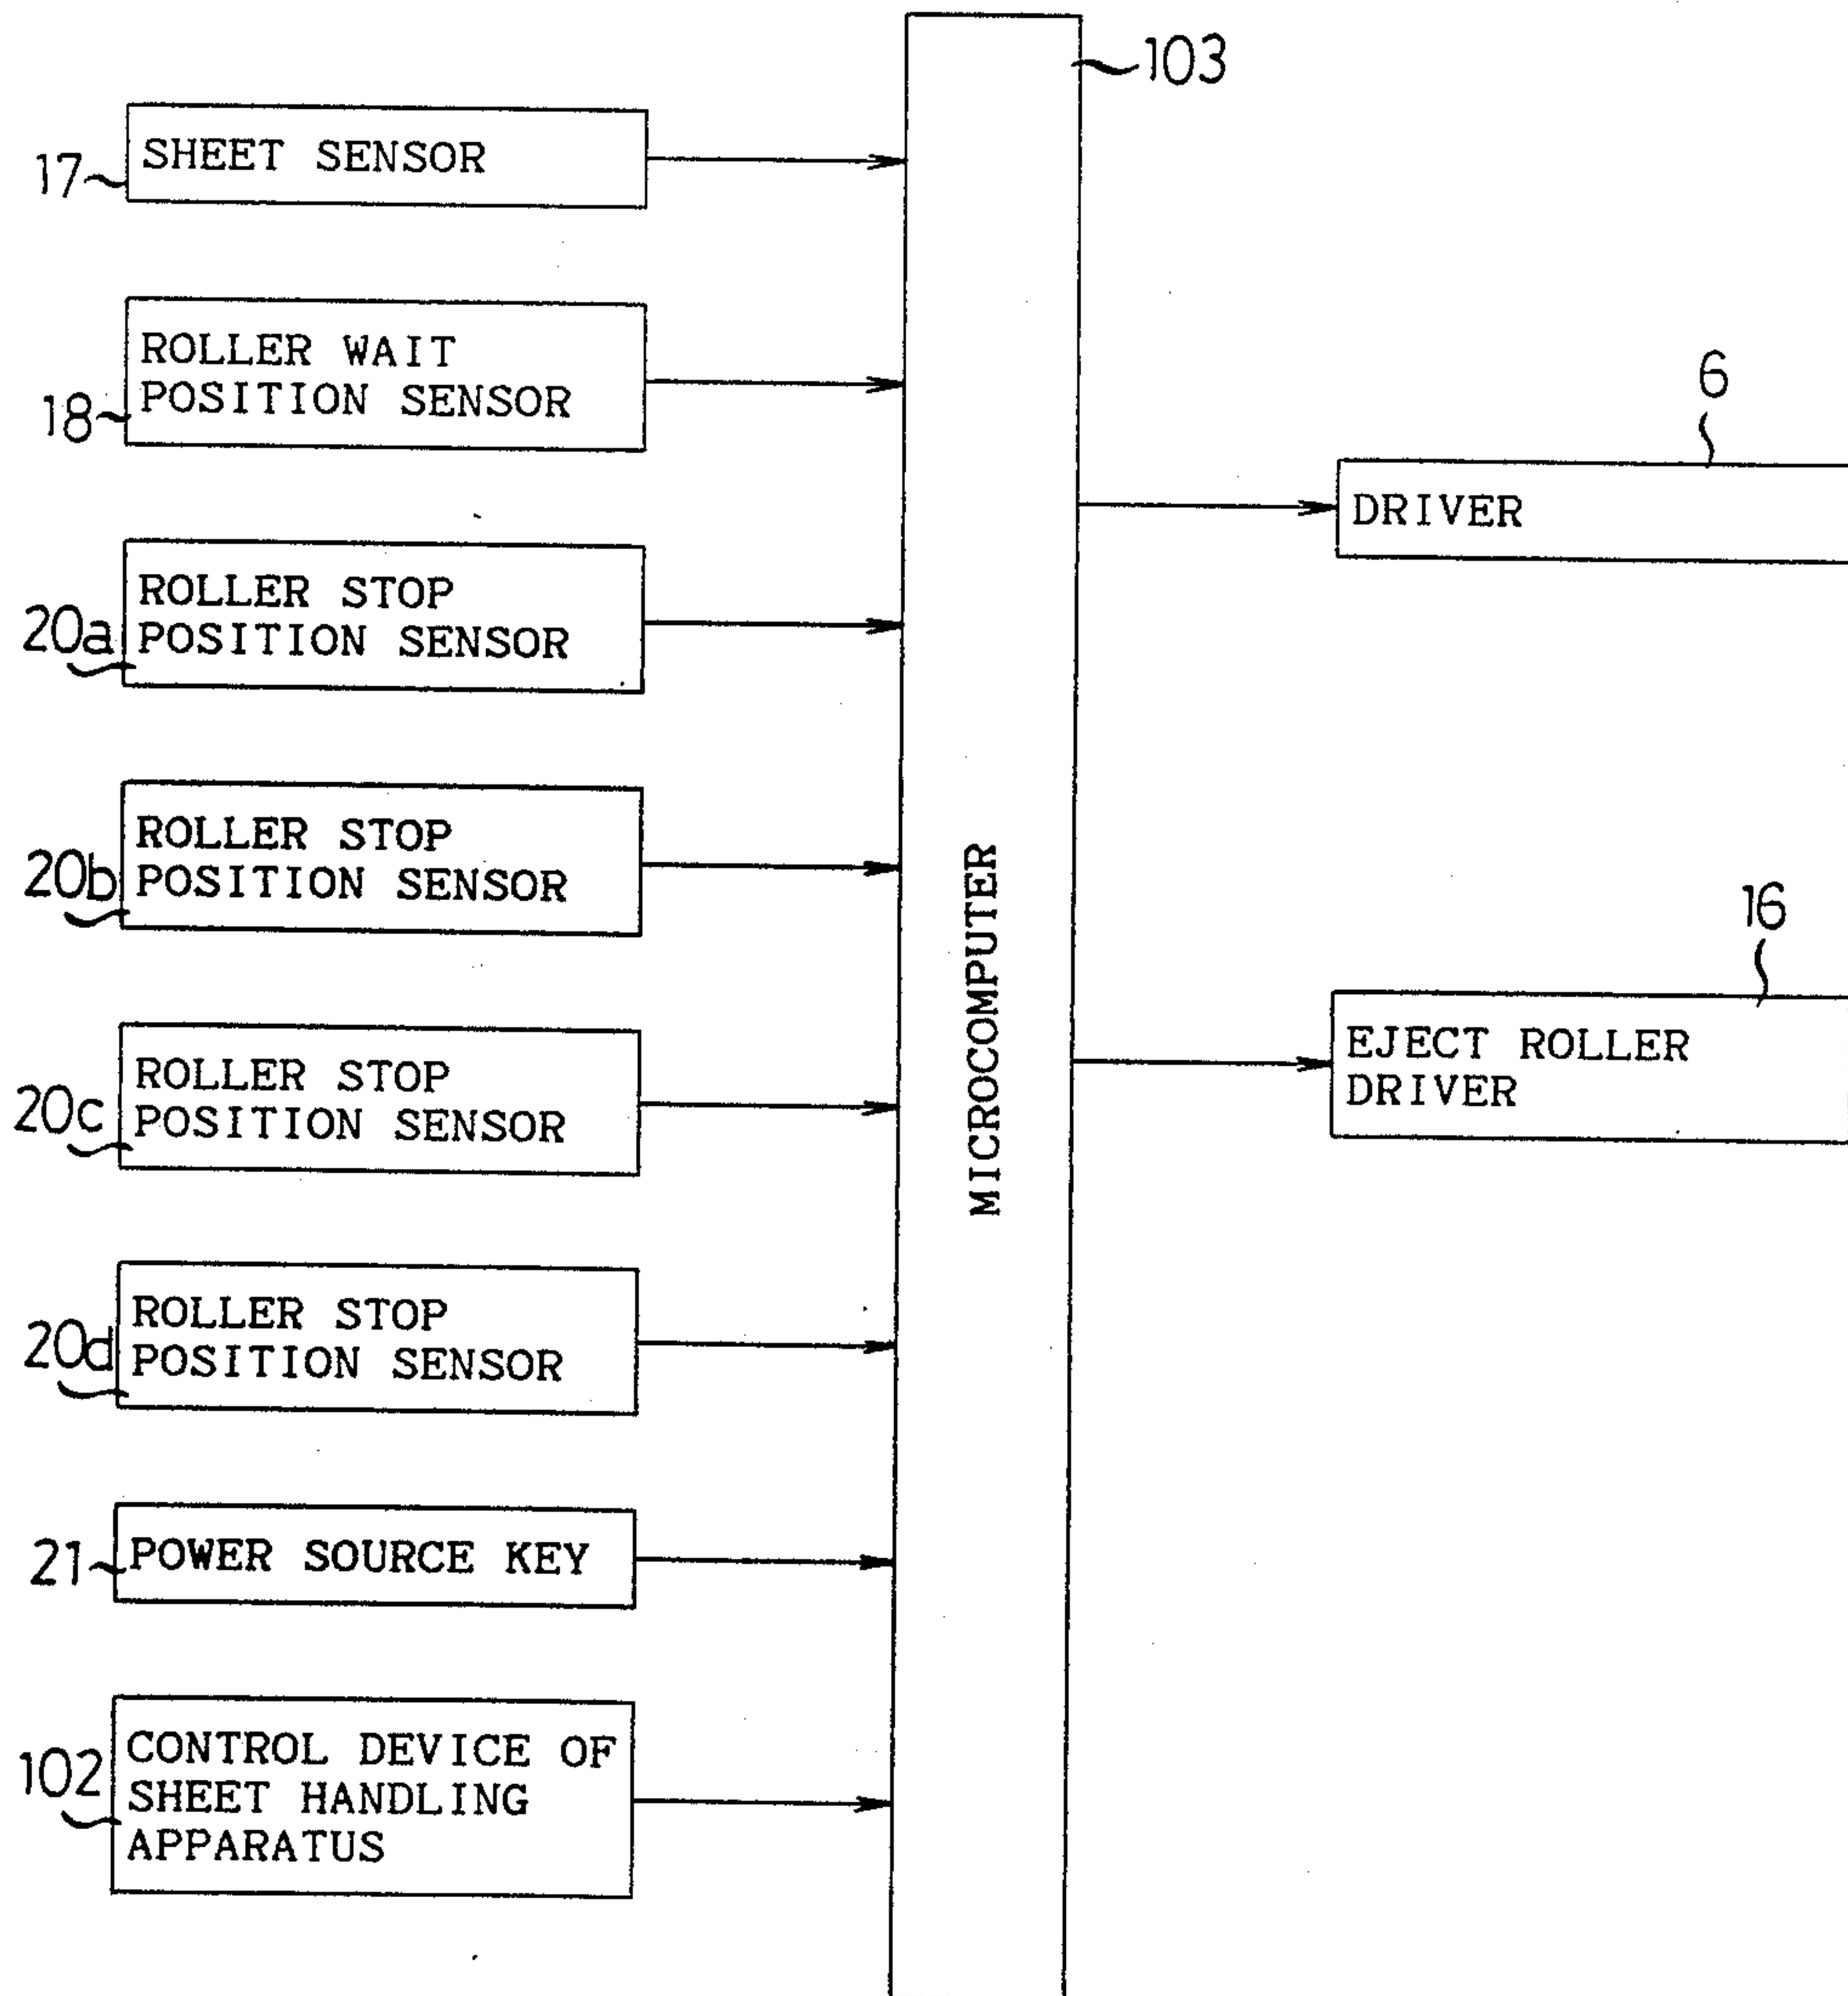 103
17
SHEET SENSOR
18
ROLLER WAIT
POSITION SENSOR
20a
ROLLER STOP
POSITION SENSOR
20b
ROLLER STOP
POSITION SENSOR
20c
ROLLER STOP
POSITION SENSOR
20d
ROLLER STOP
POSITION SENSOR
21
POWER SOURCE KEY
102
CONTROL DEVICE OF
SHEET HANDLING
APPARATUS
MICROCOMPUTER
6
DRIVER
16
EJECT ROLLER
DRIVER